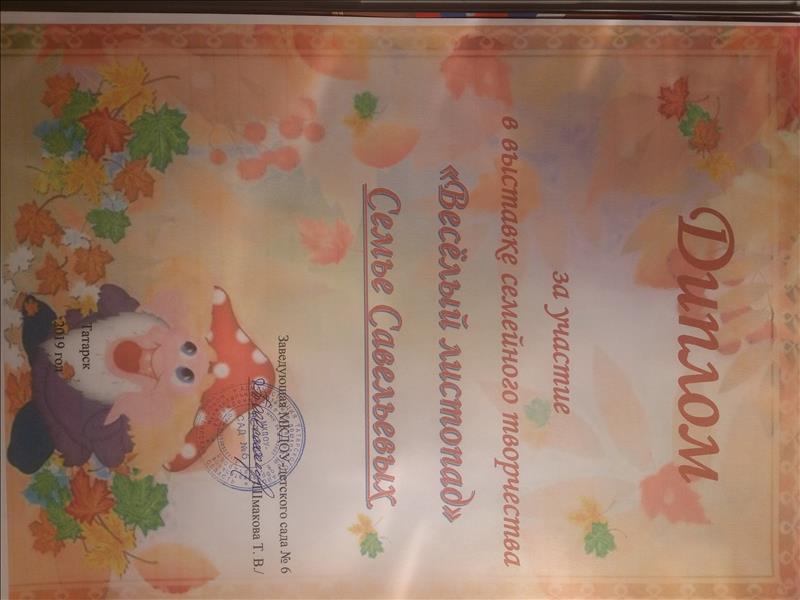 Диплом
за участие
в выставке семейного творчества
«Весёлый листопад»
Семье Савельевых
Заведующая МКДОУ-детского сада № 6
/Шмакова Т. В./
Татарск
2019 год